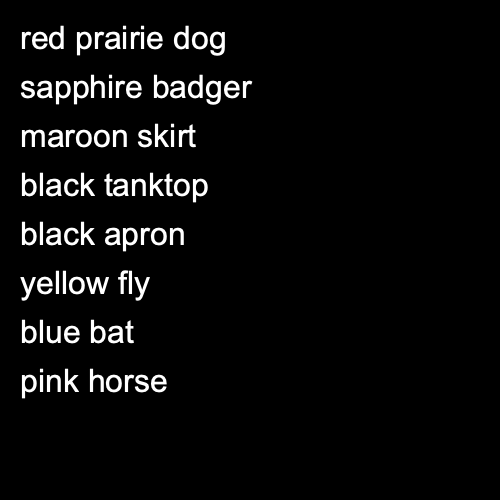 red prairie dog
sapphire badger
maroon skirt
black tanktop
black apron
yellow fly
blue bat
pink horse